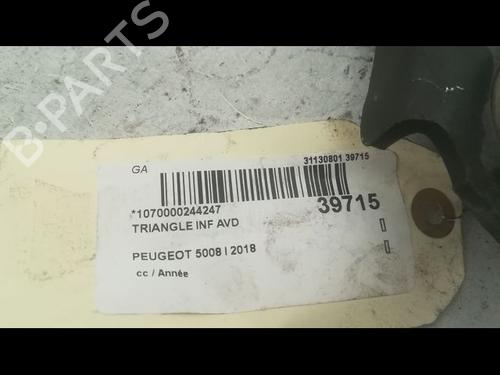 B-PARTS
GA
31130801 39715
*1070000244247
39715
TRIANGLE INF AVD
PEUGEOT 5008 I 2018
cc / Année